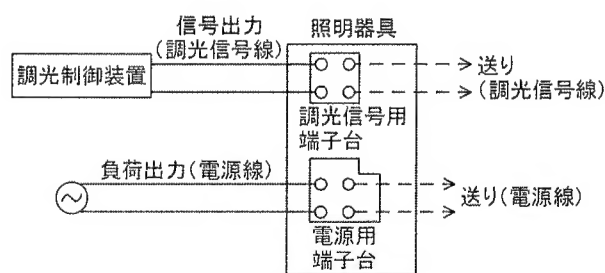 信号出力
(調光信号線)
照明器具
調光制御装置
送り
(調光信号線)
調光信号用
端子台
負荷出力(電源線)
送り(電源線)
電源用
端子台